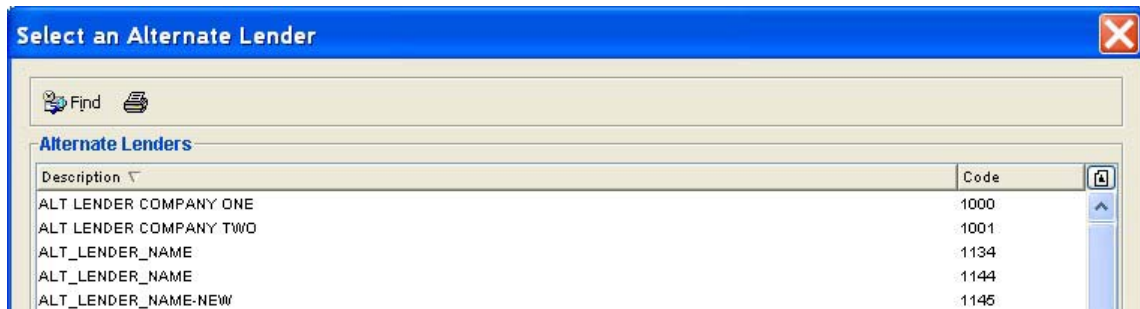 Select an Alternate Lender
Find
Alternate Lenders
Description Code
ALT LENDER COMPANY ONE 1000
ALT LENDER COMPANY TWO 1001
ALT_LENDER_NAME 1134
ALT_LENDER_NAME 1144
ALT_LENDER_NAME-NEW 1145